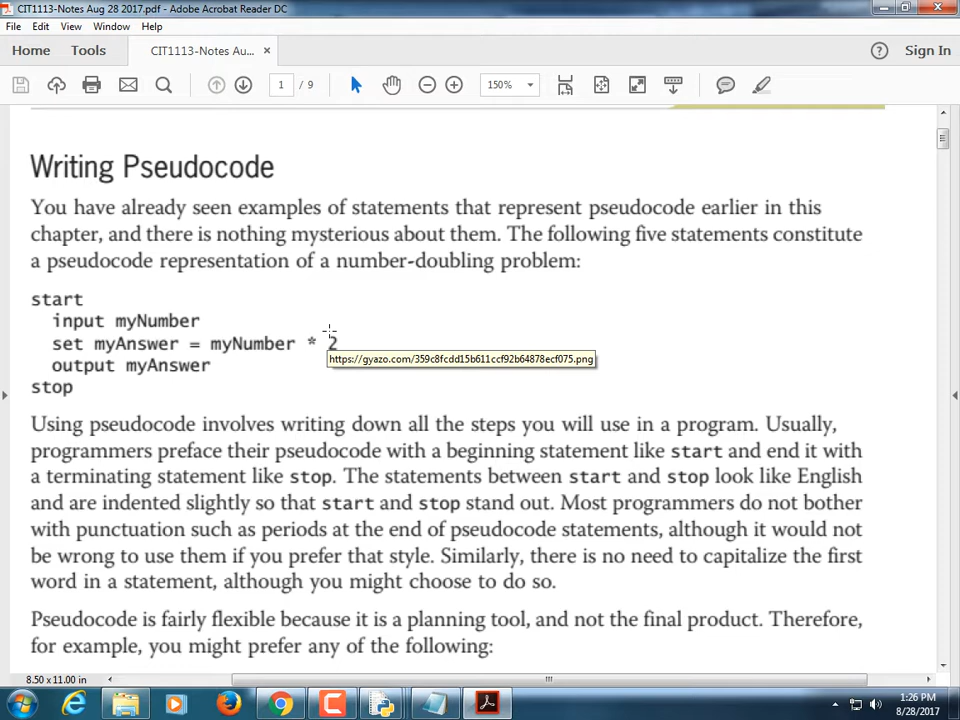 CIT1113-Notes Aug 28 2017.pdf - Adobe Acrobat Reader DC
File Edit View Window Help
Home Tools CIT1113-Notes Au... × Sign In
1 / 9 150%
Writing Pseudocode
You have already seen examples of statements that represent pseudocode earlier in this
chapter, and there is nothing mysterious about them. The following five statements constitute
a pseudocode representation of a number-doubling problem:
start
input myNumber
set myAnswer = myNumber * 2
https://gyazo.com/359c8fcdd15b611ccf92b64878ecf075.png
output myAnswer
stop
Using pseudocode involves writing down all the steps you will use in a program. Usually,
programmers preface their pseudocode with a beginning statement like start and end it with
a terminating statement like stop. The statements between start and stop look like English
and are indented slightly so that start and stop stand out. Most programmers do not bother
with punctuation such as periods at the end of pseudocode statements, although it would not
be wrong to use them if you prefer that style. Similarly, there is no need to capitalize the first
word in a statement, although you might choose to do so.
Pseudocode is fairly flexible because it is a planning tool, and not the final product. Therefore,
for example, you might prefer any of the following:
8.50 x 11.00 in
1:26 PM
8/28/2017